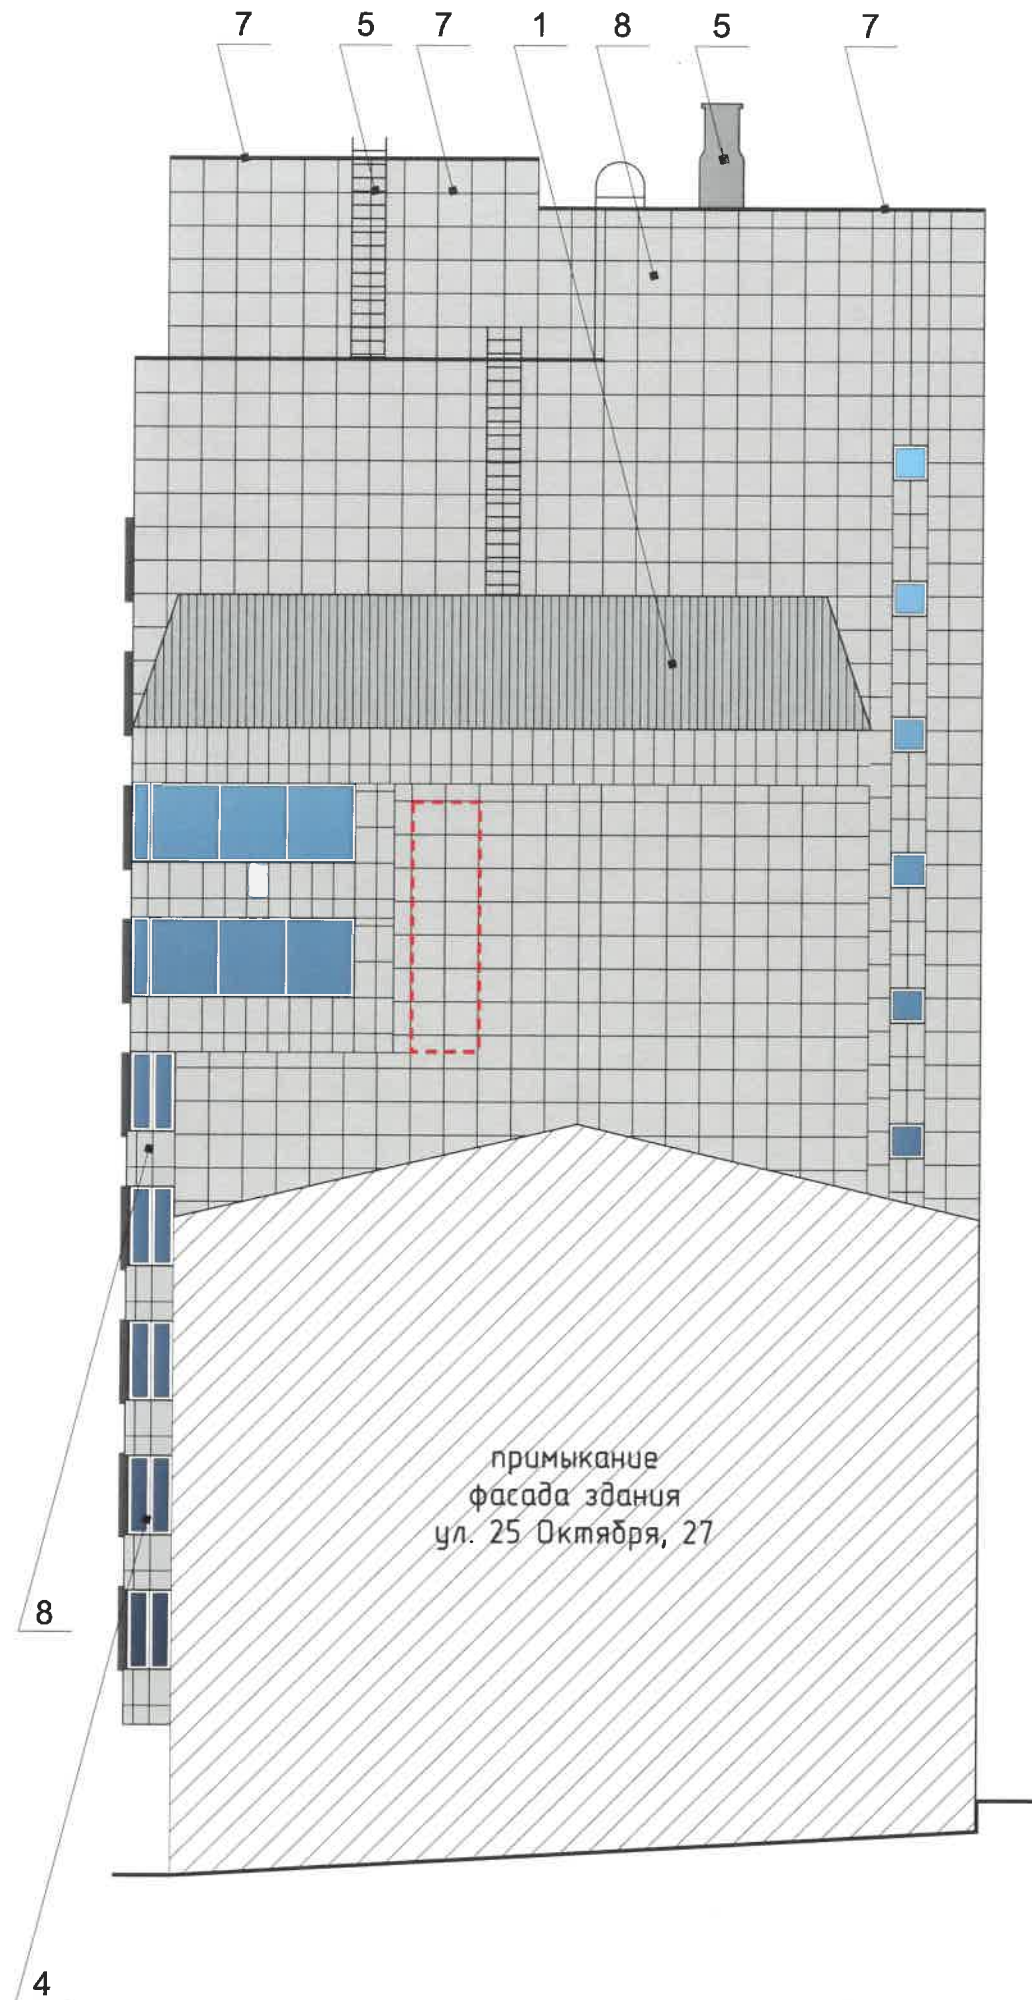 7 5 7 1 8 5 7
примыкание
фасада здания
ул. 25 Октября, 27
8
4